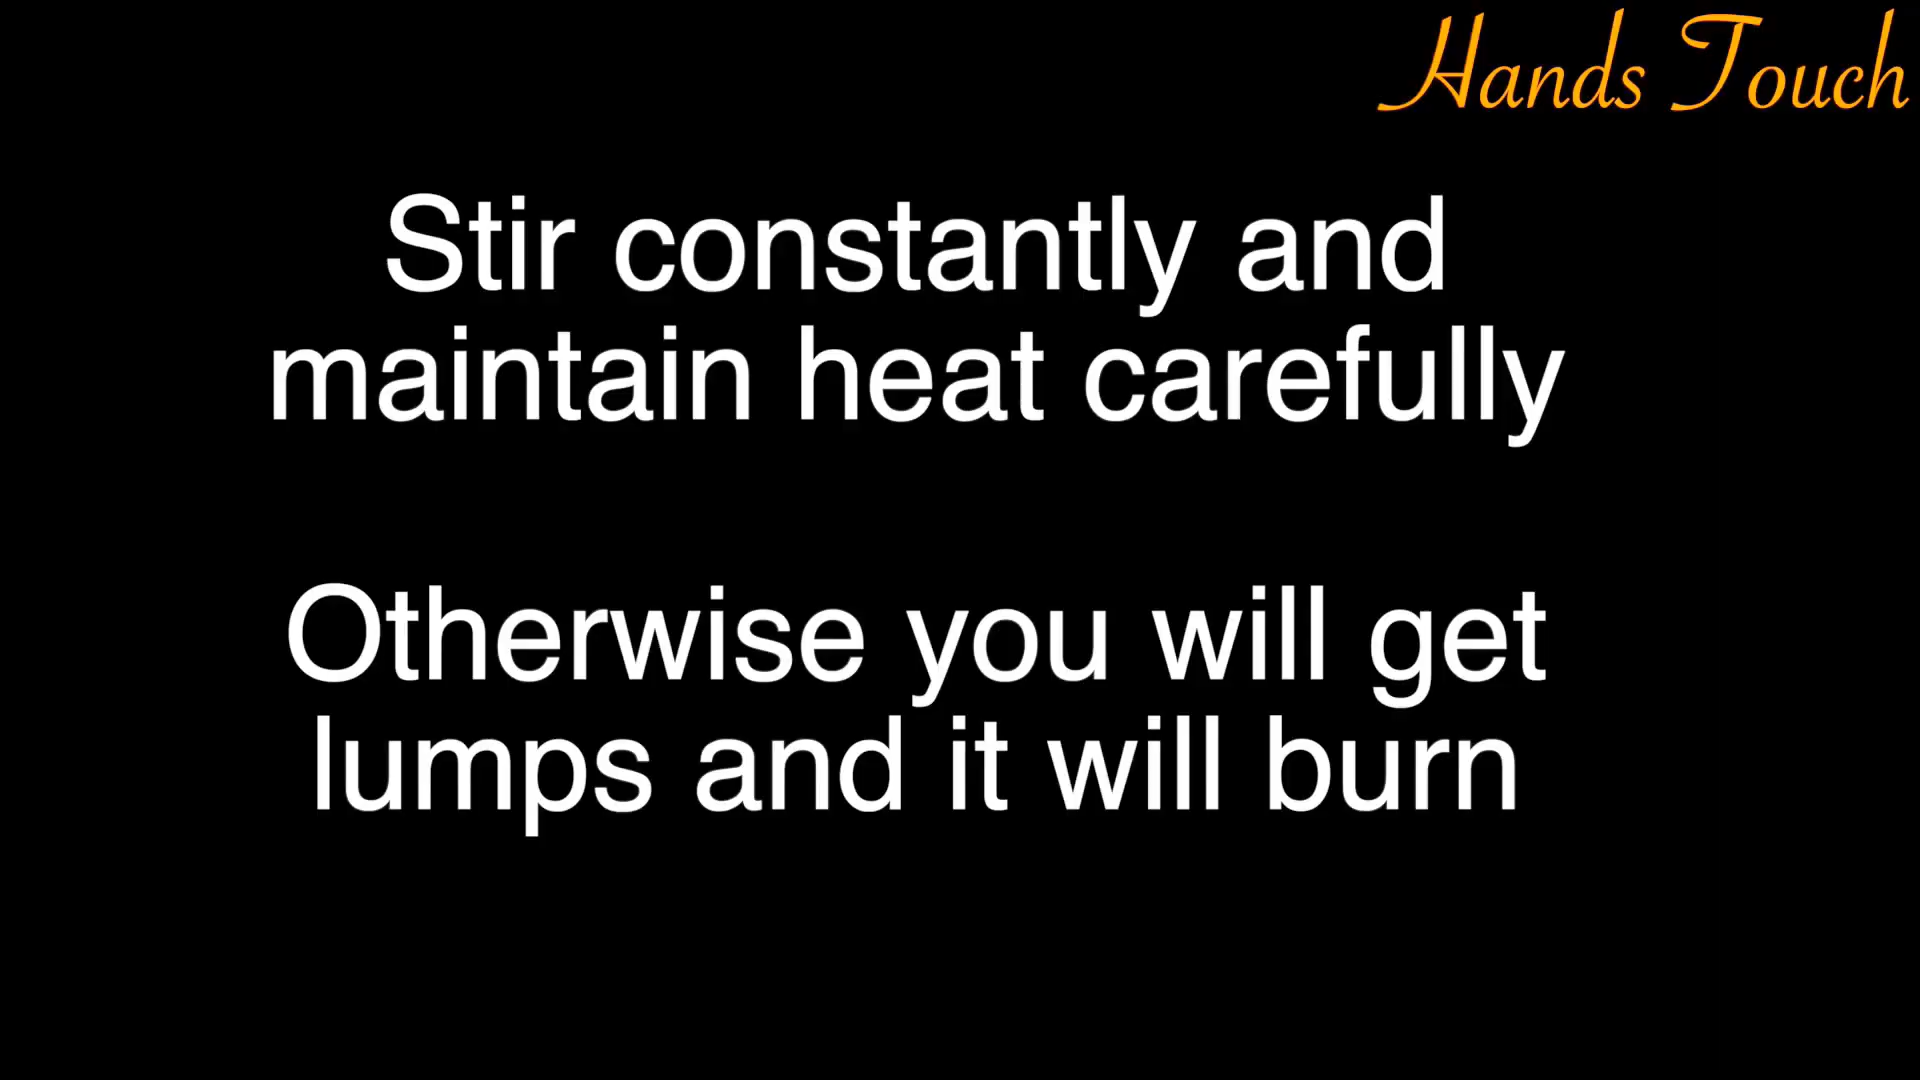 Hands Touch
Stir constantly and
maintain heat carefully
Otherwise you will get
lumps and it will burn